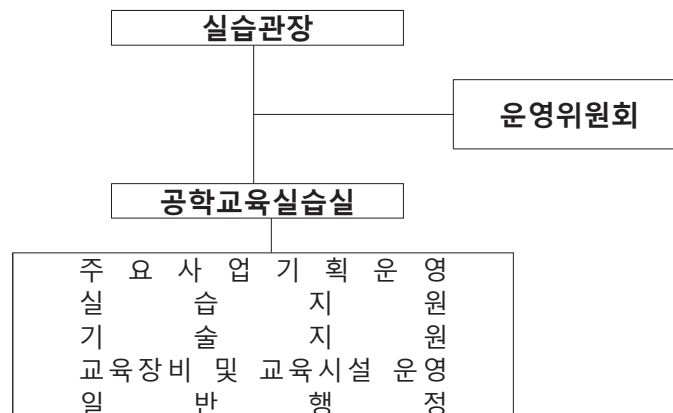 실습관장
운영위원회
공학교육실습실
주요사업기획운영
실습지원
기술지원
교육장비 및 교육시설 운영
일반행정